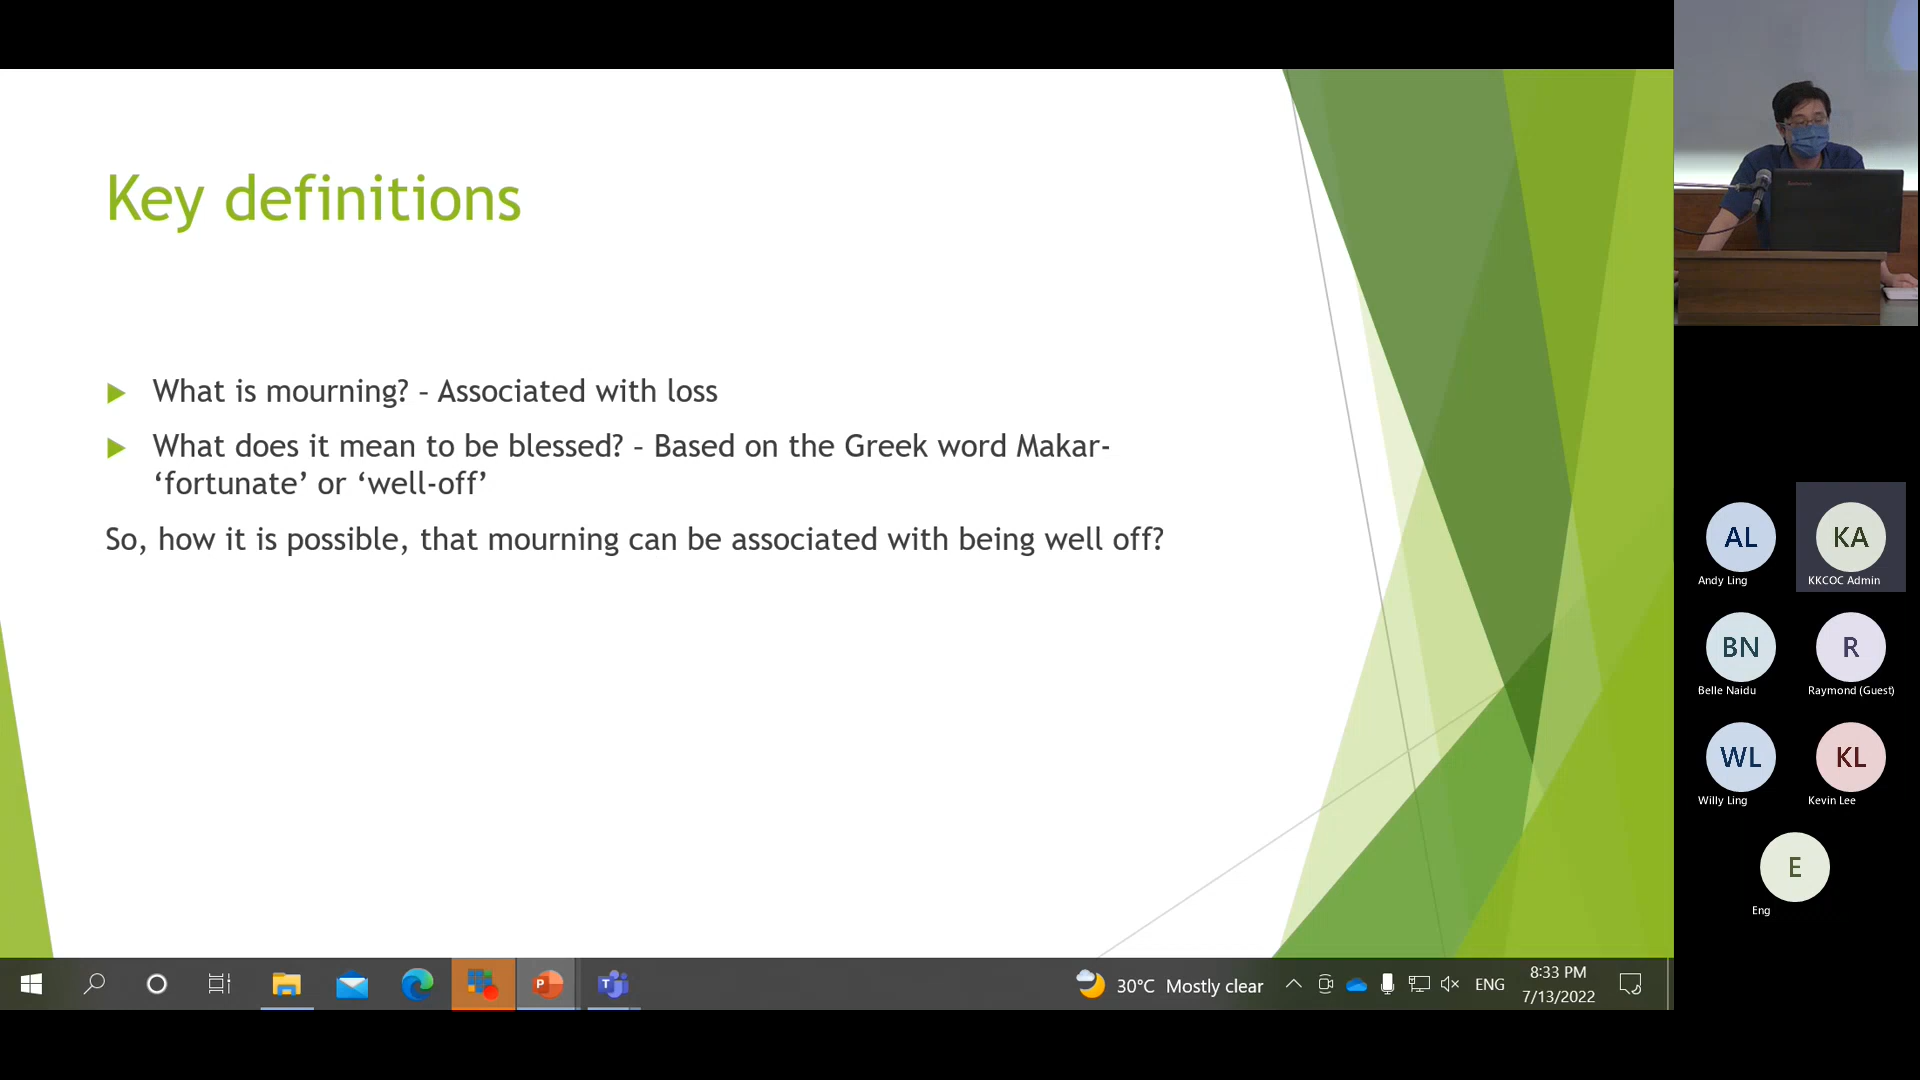 Key definitions
What is mourning? – Associated with loss
What does it mean to be blessed? – Based on the Greek word Makar-
‘fortunate’ or ‘well-off’
So, how it is possible, that mourning can be associated with being well off?
AL
Andy Ling
KA
KKCOC Admin
BN
Belle Naidu
R
Raymond (Guest)
WL
Willy Ling
KL
Kevin Lee
E
Eng
30°C Mostly clear
ENG
8:33 PM
7/13/2022